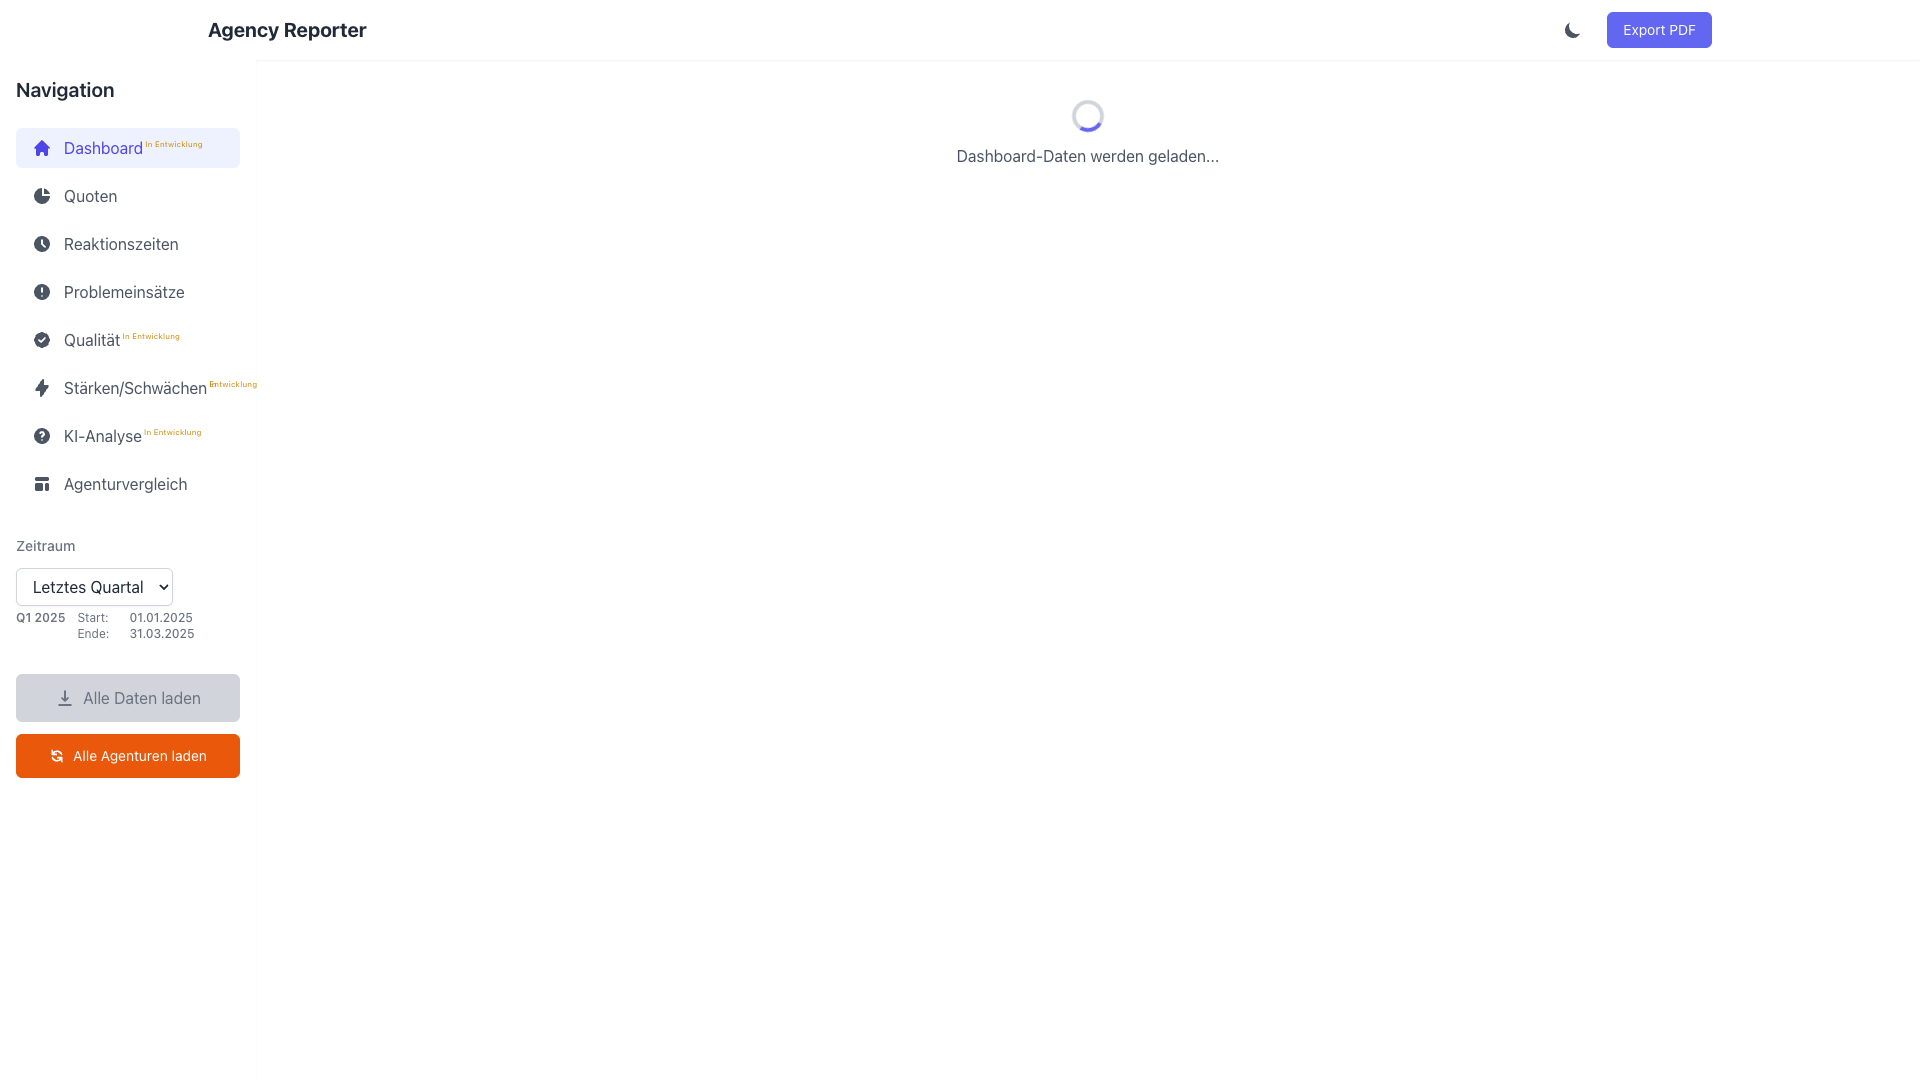 Agency Reporter
Export PDF
Navigation
Dashboard In Entwicklung
Quoten
Reaktionszeiten
Problemeinsätze
Qualität In Entwicklung
Stärken/Schwächen Entwicklung
KI-Analyse In Entwicklung
Agenturvergleich
Zeitraum
Letztes Quartal
Q1 2025 Start: 01.01.2025
Ende: 31.03.2025
Alle Daten laden
Alle Agenturen laden
Dashboard-Daten werden geladen...